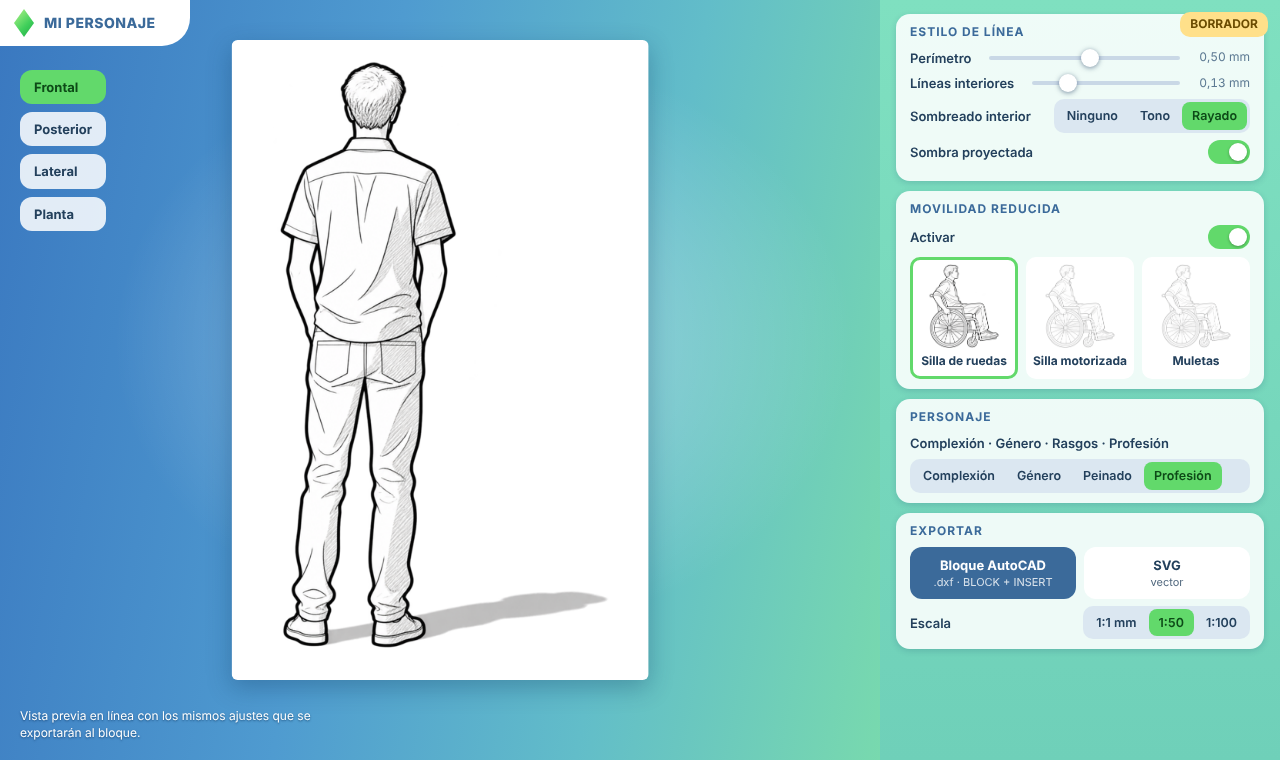 MI PERSONAJE
Frontal
Posterior
Lateral
Planta
Vista previa en línea con los mismos ajustes que se
exportarán al bloque.
BORRADOR
ESTILO DE LÍNEA
Perímetro 0,50 mm
Líneas interiores 0,13 mm
Sombreado interior Ninguno Tono Rayado
Sombra proyectada
MOVILIDAD REDUCIDA
Activar
Silla de ruedas Silla motorizada Muletas
PERSONAJE
Complexión · Género · Rasgos · Profesión
Complexión Género Peinado Profesión
EXPORTAR
Bloque AutoCAD SVG
.dxf · BLOCK + INSERT vector
Escala 1:1 mm 1:50 1:100